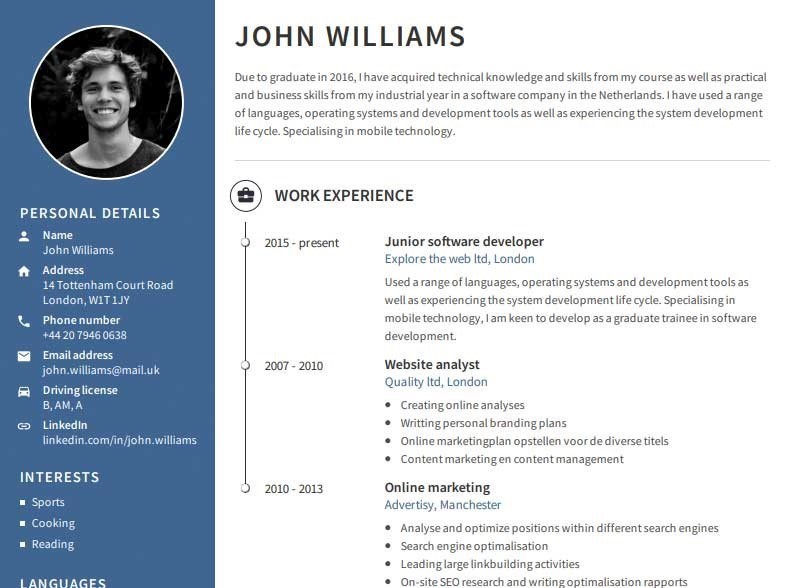 JOHN WILLIAMS
Due to graduate in 2016, I have acquired technical knowledge and skills from my course as well as practical
and business skills from my industrial year in a software company in the Netherlands. I have used a range
of languages, operating systems and development tools as well as experiencing the system development
life cycle. Specialising in mobile technology.
PERSONAL DETAILS
Name
John Williams
Address
14 Tottenham Court Road
London, W1T 1JY
Phone number
+44 20 7946 0638
Email address
john.williams@mail.uk
Driving license
B, AM, A
LinkedIn
linkedin.com/in/john.williams
INTERESTS
Sports
Cooking
Reading
LANGUAGES
WORK EXPERIENCE
2015 - present
Junior software developer
Explore the web ltd, London
Used a range of languages, operating systems and development tools as
well as experiencing the system development life cycle. Specialising in
mobile technology, I am keen to develop as a graduate trainee in software
development.
2007 - 2010
Website analyst
Quality ltd, London
Creating online analyses
Writting personal branding plans
Online marketingplan opstellen voor de diverse titels
Content marketing en content management
2010 - 2013
Online marketing
Advertisy, Manchester
Analyse and optimize positions within different search engines
Search engine optimalisation
Leading large linkbuilding activities
On-site SEO research and writing optimalisation rapports